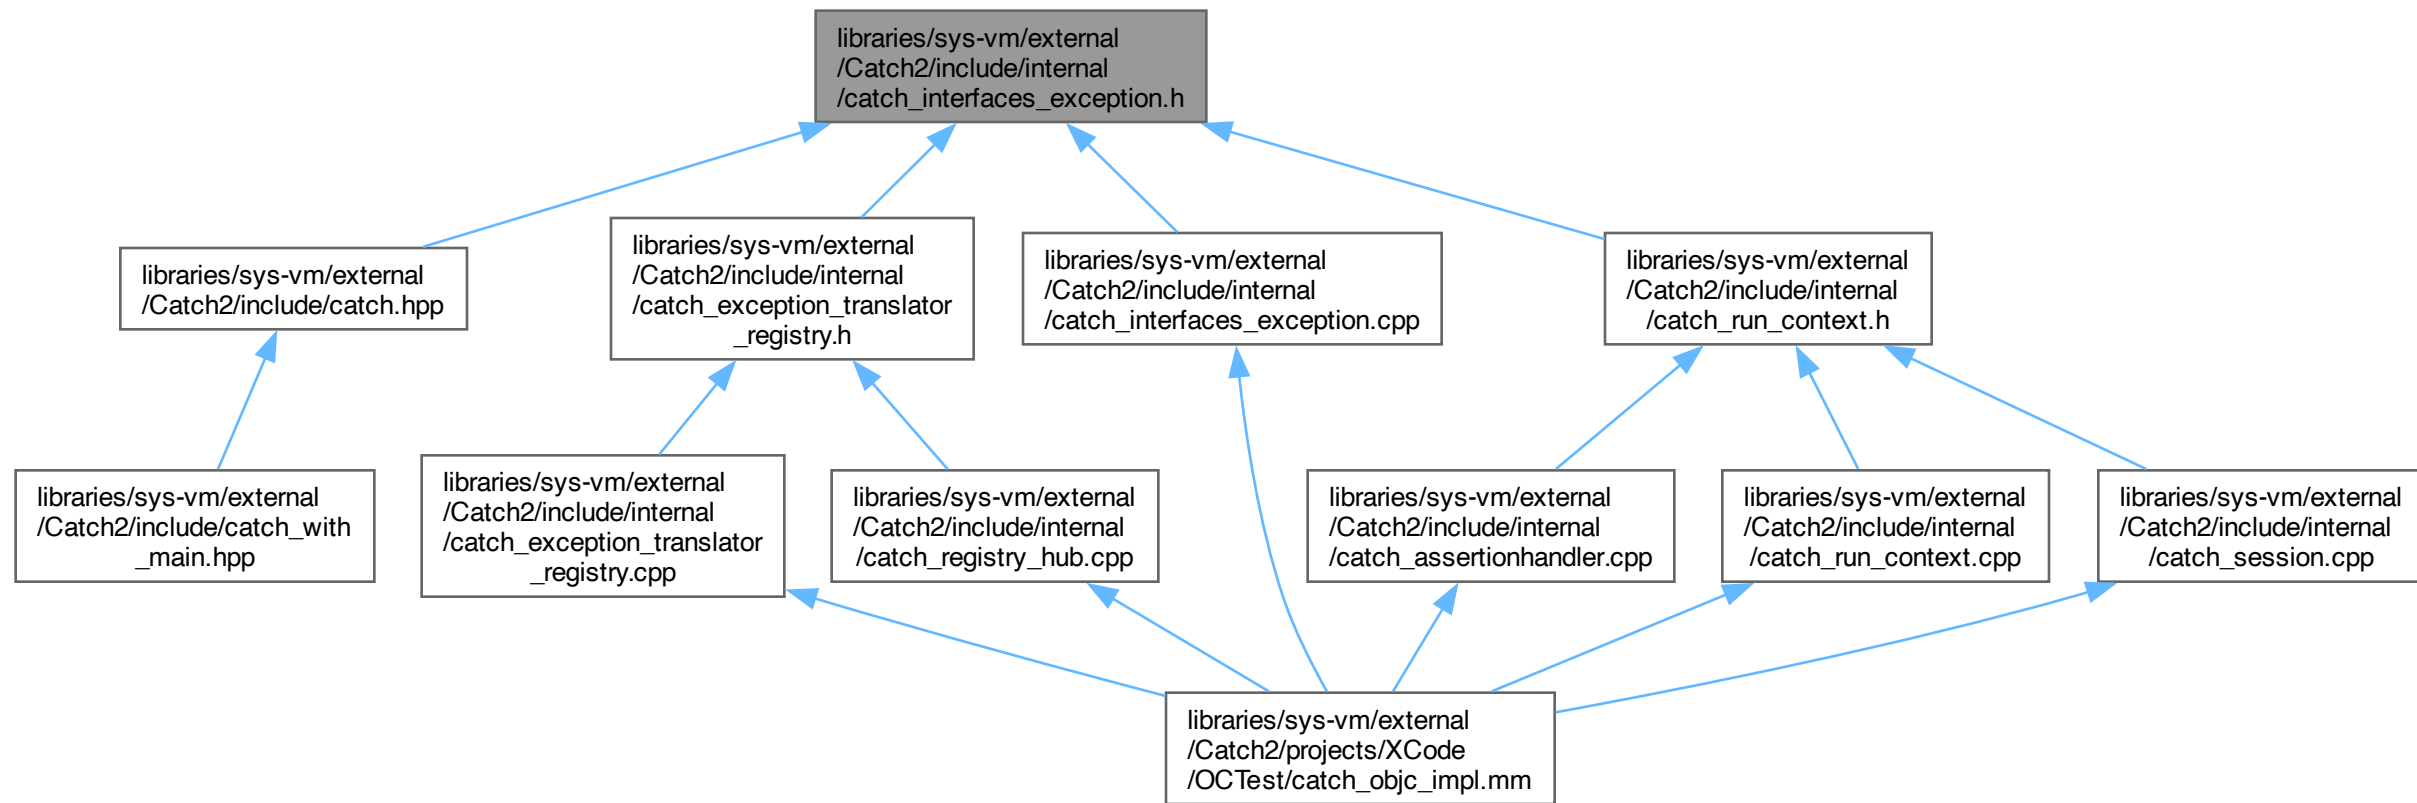 libraries/sys-vm/external
/Catch2/include/internal
/catch_interfaces_exception.h
libraries/sys-vm/external
/Catch2/include/catch.hpp
libraries/sys-vm/external
/Catch2/include/internal
/catch_exception_translator
_registry.h
libraries/sys-vm/external
/Catch2/include/internal
/catch_interfaces_exception.cpp
libraries/sys-vm/external
/Catch2/include/internal
/catch_run_context.h
libraries/sys-vm/external
/Catch2/include/catch_with
_main.hpp
libraries/sys-vm/external
/Catch2/include/internal
/catch_exception_translator
_registry.cpp
libraries/sys-vm/external
/Catch2/include/internal
/catch_registry_hub.cpp
libraries/sys-vm/external
/Catch2/include/internal
/catch_assertionhandler.cpp
libraries/sys-vm/external
/Catch2/include/internal
/catch_run_context.cpp
libraries/sys-vm/external
/Catch2/include/internal
/catch_session.cpp
libraries/sys-vm/external
/Catch2/projects/XCode
/OCTest/catch_objc_impl.mm